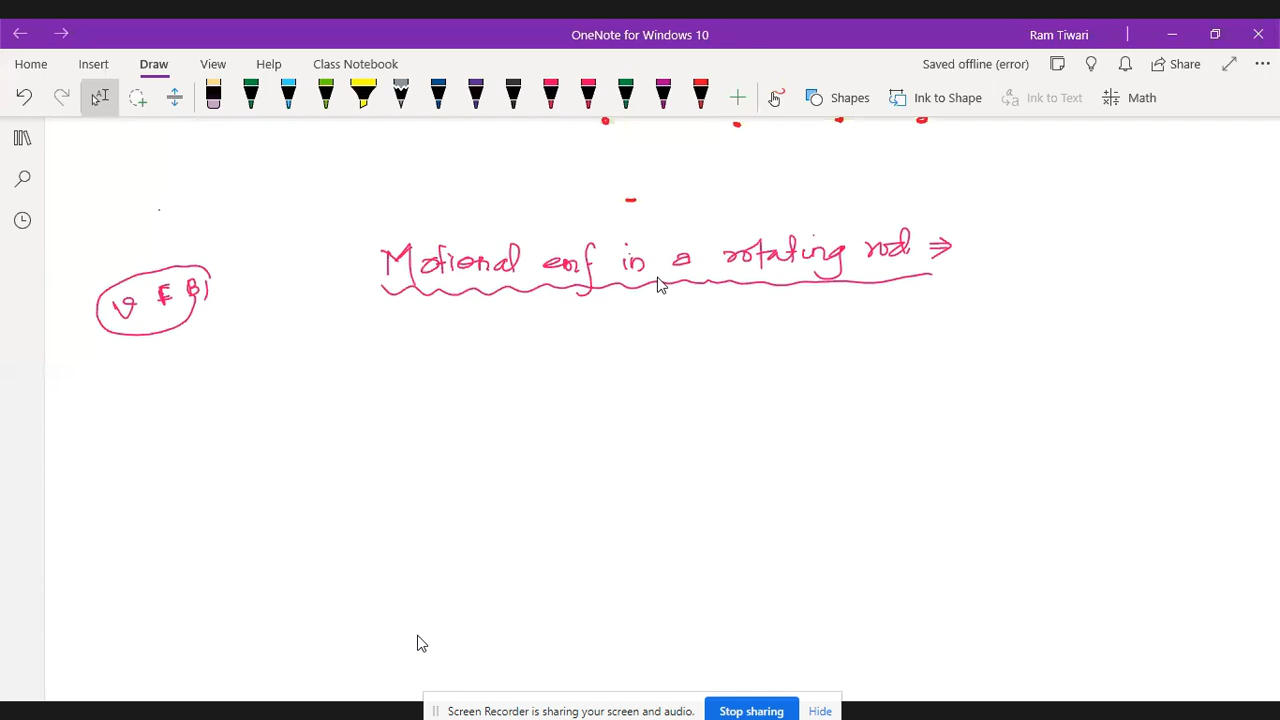 OneNote for Windows 10
Ram Tiwari
Home Insert Draw View Help Class Notebook
Saved offline (error) Share
Shapes Ink to Shape Ink to Text Math
Motional emf in a rotating rod ⇒
Screen Recorder is sharing your screen and audio. Stop sharing Hide